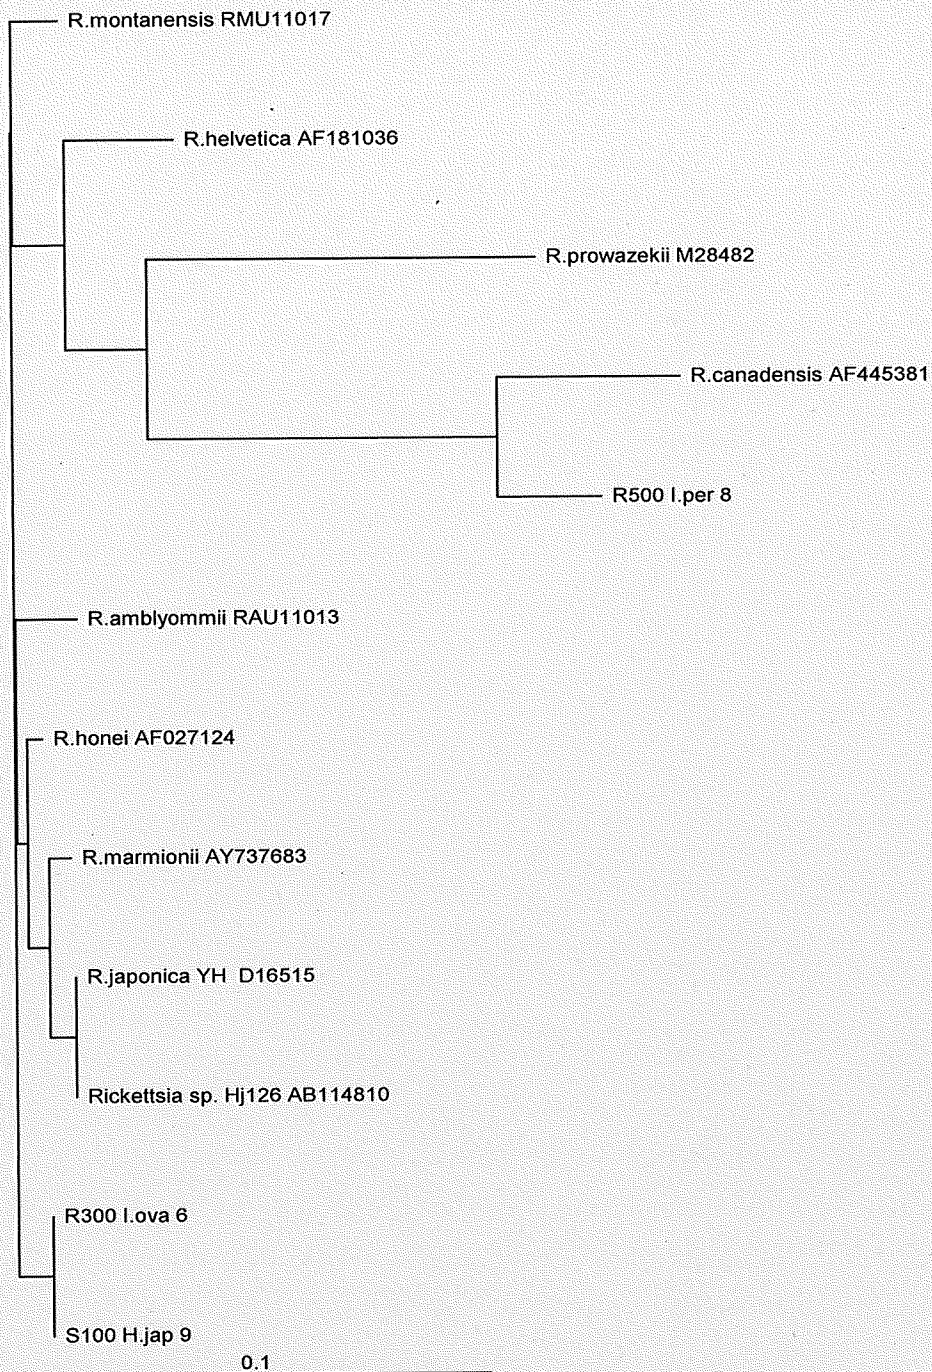 R.montanensis RMU11017
R.helvetica AF181036
R.prowazekii M28482
R.canadensis AF445381
R500 I.per 8
R.amblyommii RAU11013
R.honei AF027124
R.marmionii AY737683
R.japonica YH D16515
Rickettsia sp. Hj126 AB114810
R300 I.ova 6
S100 H.jap 9
0.1